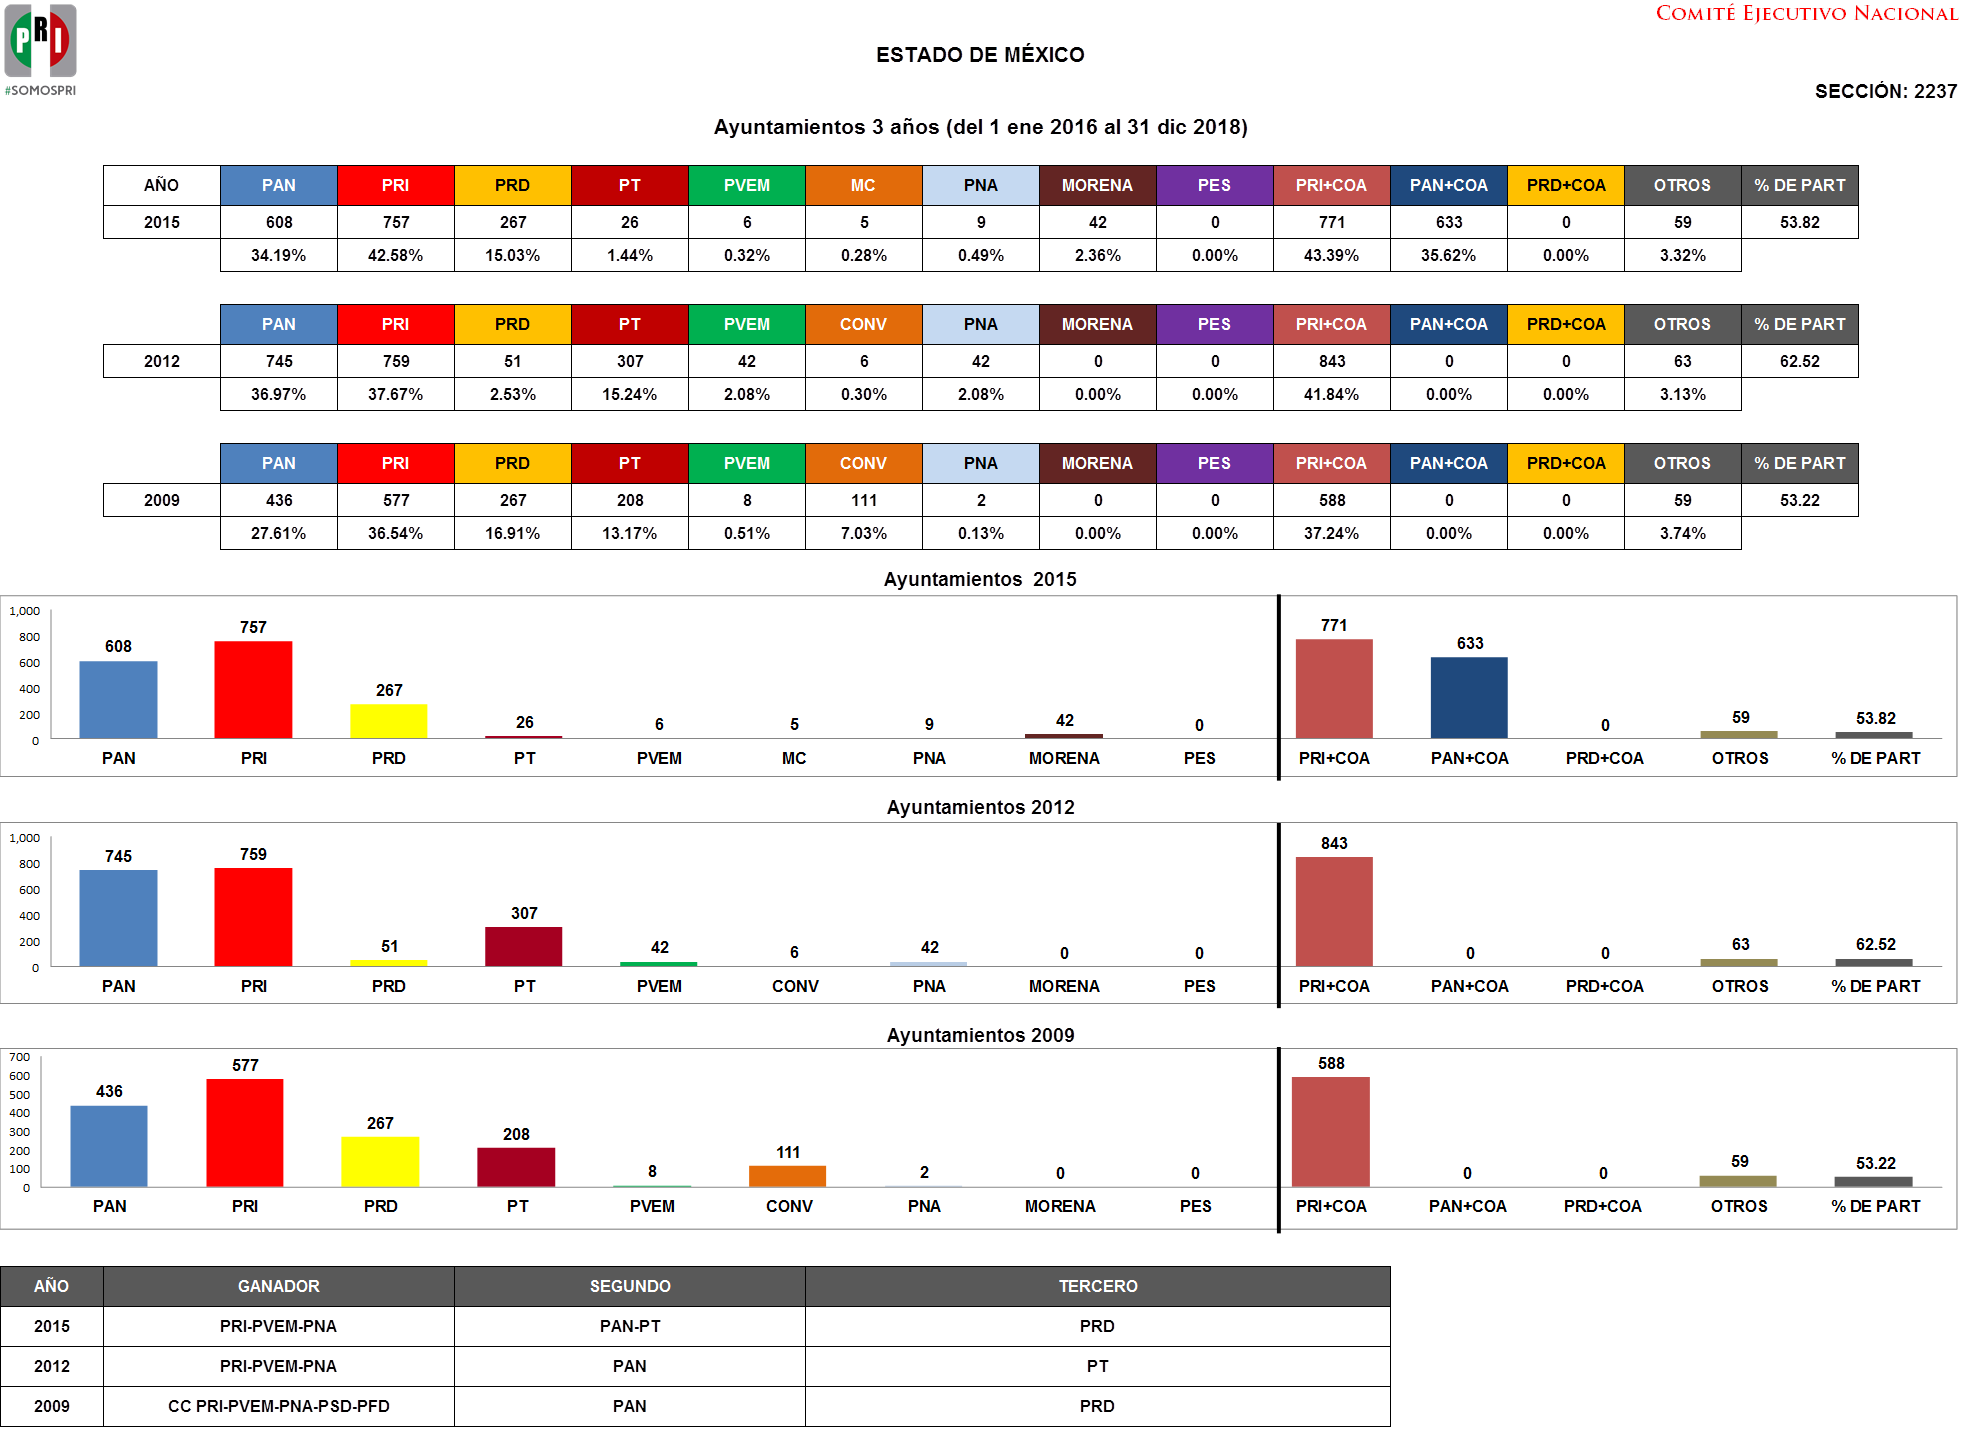 PRI
#SOMOSPRI
COMITÉ EJECUTIVO NACIONAL
ESTADO DE MÉXICO
SECCIÓN: 2237
Ayuntamientos 3 años (del 1 ene 2016 al 31 dic 2018)
AÑO PAN PRI PRD PT PVEM MC PNA MORENA PES PRI+COA PAN+COA PRD+COA OTROS % DE PART
2015 608 757 267 26 6 5 9 42 0 771 633 0 59 53.82
34.19% 42.58% 15.03% 1.44% 0.32% 0.28% 0.49% 2.36% 0.00% 43.39% 35.62% 0.00% 3.32%
PAN PRI PRD PT PVEM CONV PNA MORENA PES PRI+COA PAN+COA PRD+COA OTROS % DE PART
2012 745 759 51 307 42 6 42 0 0 843 0 0 63 62.52
36.97% 37.67% 2.53% 15.24% 2.08% 0.30% 2.08% 0.00% 0.00% 41.84% 0.00% 0.00% 3.13%
PAN PRI PRD PT PVEM CONV PNA MORENA PES PRI+COA PAN+COA PRD+COA OTROS % DE PART
2009 436 577 267 208 8 111 2 0 0 588 0 0 59 53.22
27.61% 36.54% 16.91% 13.17% 0.51% 7.03% 0.13% 0.00% 0.00% 37.24% 0.00% 0.00% 3.74%
Ayuntamientos 2015
1,000
800
600
400
200
0
608 757 267 26 6 5 9 42 0 771 633 0 59 53.82
PAN PRI PRD PT PVEM MC PNA MORENA PES PRI+COA PAN+COA PRD+COA OTROS % DE PART
Ayuntamientos 2012
1,000
800
600
400
200
0
745 759 51 307 42 6 42 0 0 843 0 0 63 62.52
PAN PRI PRD PT PVEM CONV PNA MORENA PES PRI+COA PAN+COA PRD+COA OTROS % DE PART
Ayuntamientos 2009
700
600
500
400
300
200
100
0
436 577 267 208 8 111 2 0 0 588 0 0 59 53.22
PAN PRI PRD PT PVEM CONV PNA MORENA PES PRI+COA PAN+COA PRD+COA OTROS % DE PART
AÑO GANADOR SEGUNDO TERCERO
2015 PRI-PVEM-PNA PAN-PT PRD
2012 PRI-PVEM-PNA PAN PT
2009 CC PRI-PVEM-PNA-PSD-PFD PAN PRD